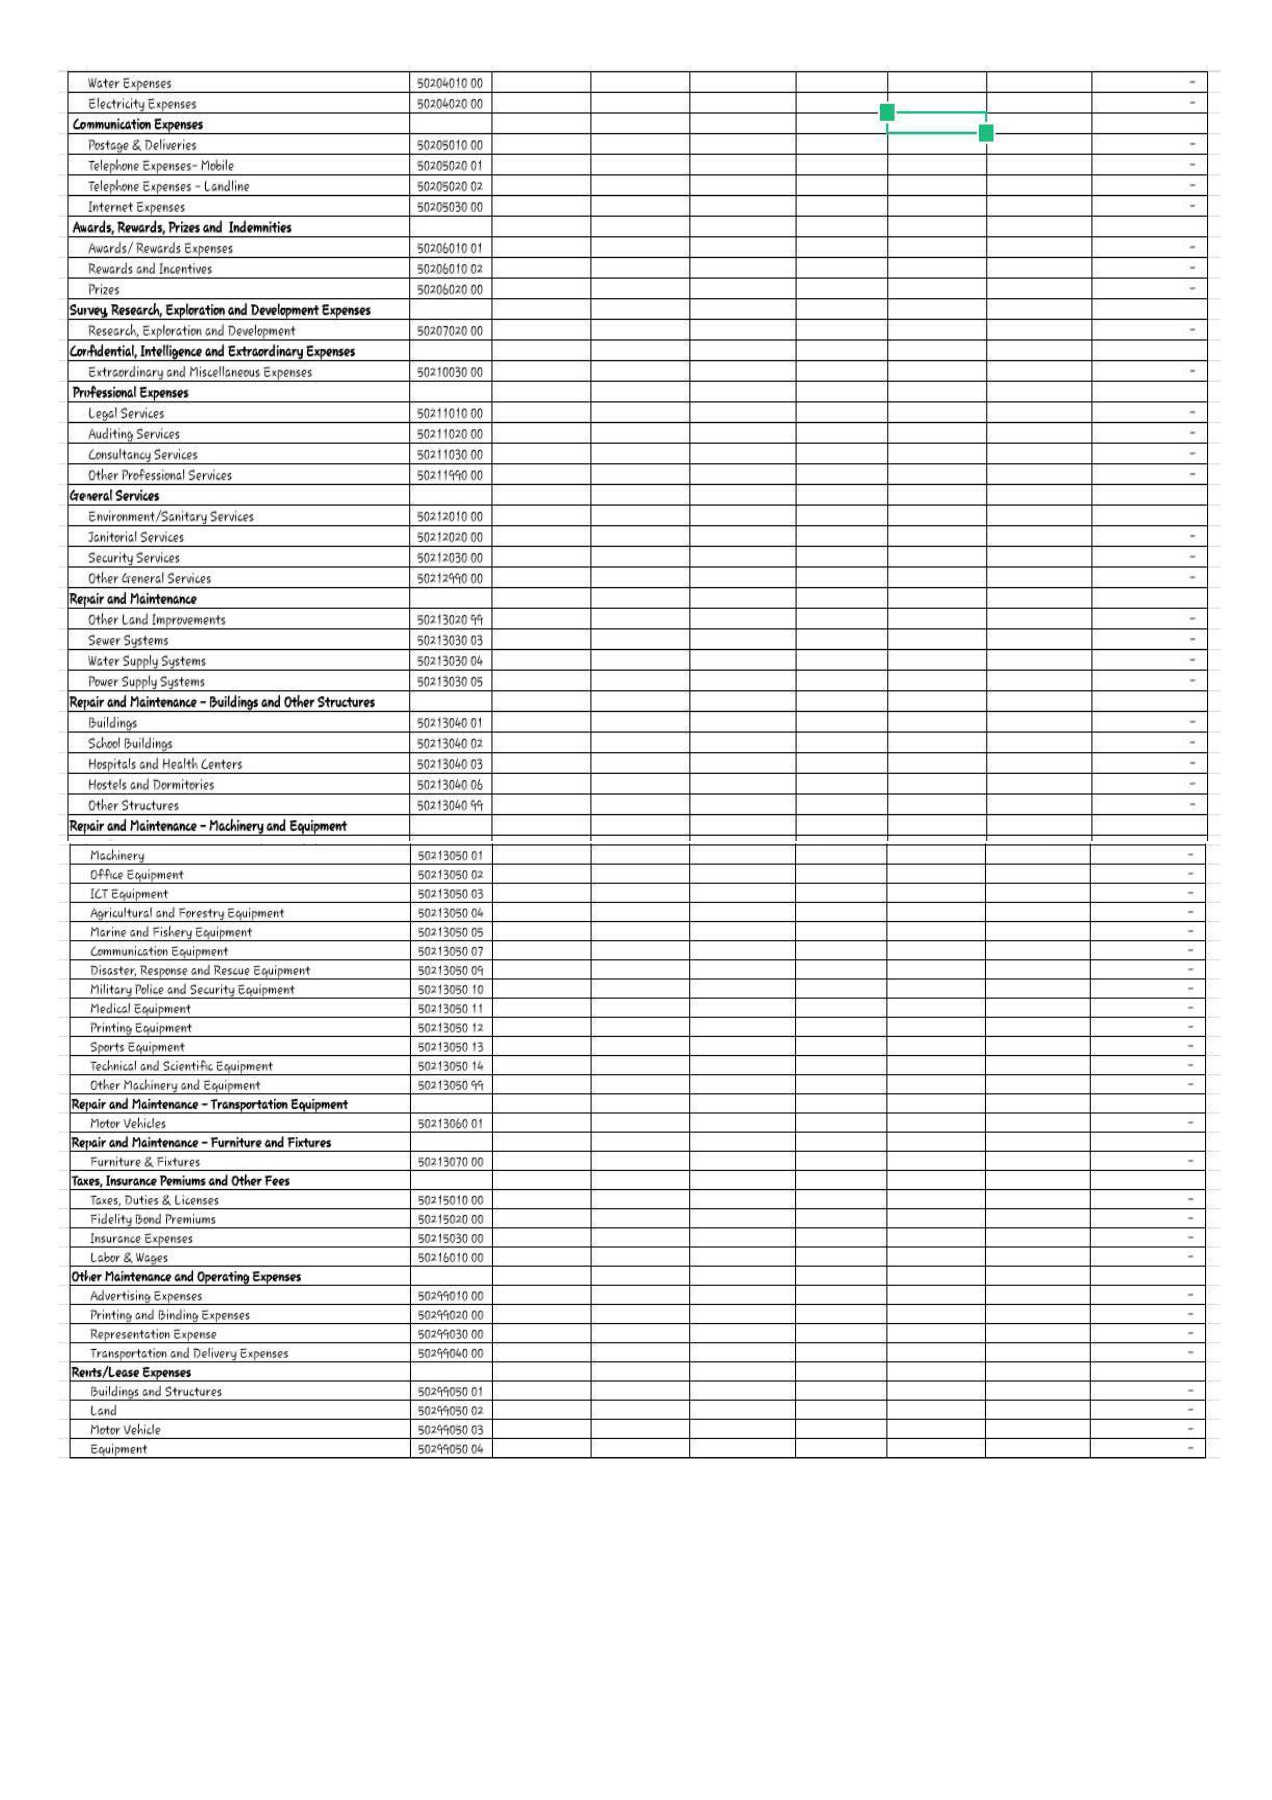 Water Expenses 50204010 00 -
Electricity Expenses 50204020 00 -
Communication Expenses
Postage & Deliveries 50205010 00 -
Telephone Expenses- Mobile 50205020 01 -
Telephone Expenses - Landline 50205020 02 -
Internet Expenses 50205030 00 -
Awards, Rewards, Prizes and Indemnities
Awards/ Rewards Expenses 50206010 01 -
Rewards and Incentives 50206010 02 -
Prizes 50206020 00 -
Survey, Research, Exploration and Development Expenses
Research, Exploration and Development 50207020 00 -
Confidential, Intelligence and Extraordinary Expenses
Extraordinary and Miscellaneous Expenses 50210030 00 -
Professional Expenses
Legal Services 50211010 00 -
Auditing Services 50211020 00 -
Consultancy Services 50211030 00 -
Other Professional Services 50211990 00 -
General Services
Environment/Sanitary Services 50212010 00
Janitorial Services 50212020 00 -
Security Services 50212030 00 -
Other General Services 50212990 00 -
Repair and Maintenance
Other Land Improvements 50213020 99 -
Sewer Systems 50213030 03 -
Water Supply Systems 50213030 04 -
Power Supply Systems 50213030 05 -
Repair and Maintenance - Buildings and Other Structures
Buildings 50213040 01 -
School Buildings 50213040 02 -
Hospitals and Health Centers 50213040 03 -
Hostels and Dormitories 50213040 06 -
Other Structures 50213040 99 -
Repair and Maintenance - Machinery and Equipment
Machinery 50213050 01 -
Office Equipment 50213050 02 -
ICT Equipment 50213050 03 -
Agricultural and Forestry Equipment 50213050 04 -
Marine and Fishery Equipment 50213050 05 -
Communication Equipment 50213050 07 -
Disaster, Response and Rescue Equipment 50213050 09 -
Military Police and Security Equipment 50213050 10 -
Medical Equipment 50213050 11 -
Printing Equipment 50213050 12 -
Sports Equipment 50213050 13 -
Technical and Scientific Equipment 50213050 14 -
Other Machinery and Equipment 50213050 99 -
Repair and Maintenance - Transportation Equipment
Motor Vehicles 50213060 01 -
Repair and Maintenance - Furniture and Fixtures
Furniture & Fixtures 50213070 00 -
Taxes, Insurance Pemiums and Other Fees
Taxes, Duties & Licenses 50215010 00 -
Fidelity Bond Premiums 50215020 00 -
Insurance Expenses 50215030 00 -
Labor & Wages 50216010 00 -
Other Maintenance and Operating Expenses
Advertising Expenses 50299010 00 -
Printing and Binding Expenses 50299020 00 -
Representation Expense 50299030 00 -
Transportation and Delivery Expenses 50299040 00 -
Rents/Lease Expenses
Buildings and Structures 50299050 01 -
Land 50299050 02 -
Motor Vehicle 50299050 03 -
Equipment 50299050 04 -